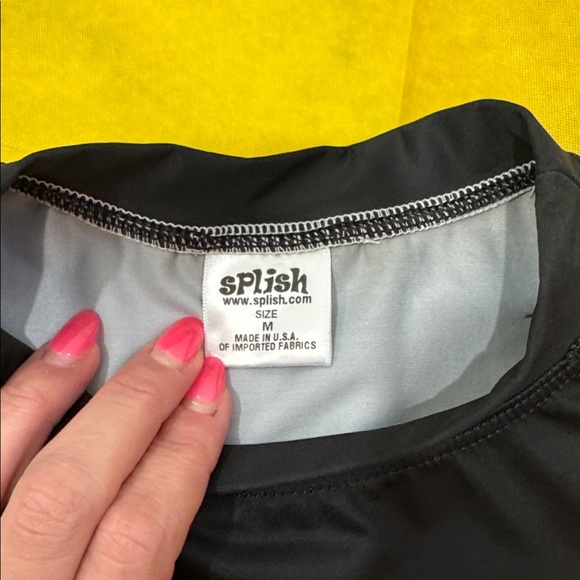 splish
www.splish.com
SIZE
M
MADE IN U.S.A.
OF IMPORTED FABRICS